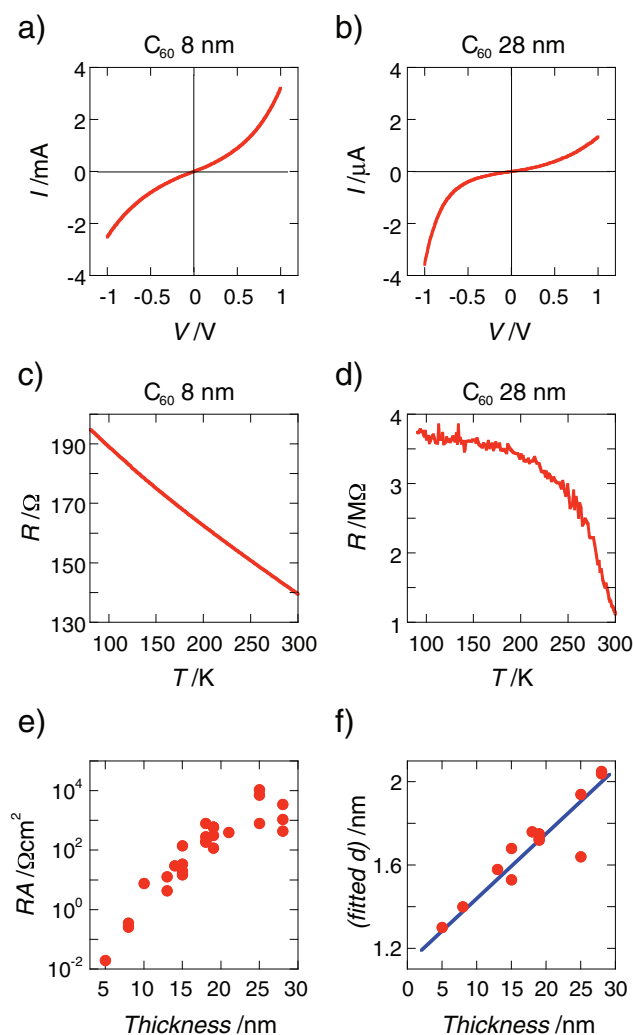 a) b)
C60 8 nm C60 28 nm
4 4
2 2
0 0
-2 -2
-4 -4
I /mA I /μA
-1 -0.5 0 0.5 1 -1 -0.5 0 0.5 1
V /V V /V
c) d)
C60 8 nm C60 28 nm
190 4
170 3
150 2
130 1
R /Ω R /MΩ
100 150 200 250 300 100 150 200 250 300
T /K T /K
e) f)
10^4 2
10^2 1.6
10^0 1.2
10^-2
RA /Ωcm^2 (fitted d) /nm
5 10 15 20 25 30 0 5 10 15 20 25 30
Thickness /nm Thickness /nm